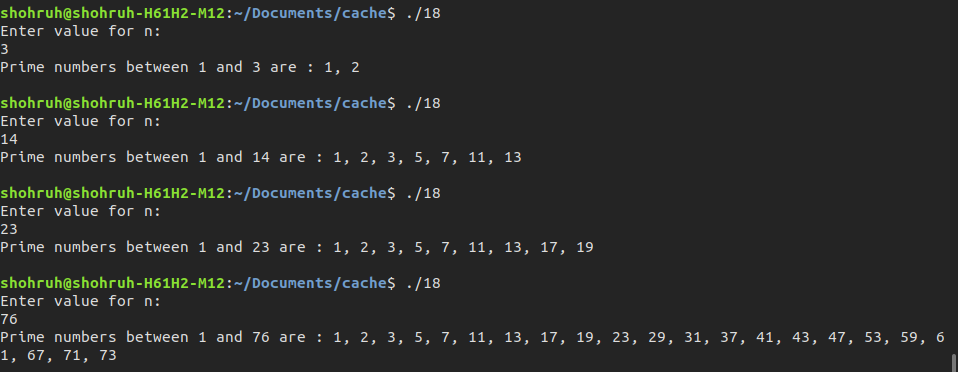 shohruh@shohruh-H61H2-M12:~/Documents/cache$ ./18
Enter value for n:
3
Prime numbers between 1 and 3 are : 1, 2
shohruh@shohruh-H61H2-M12:~/Documents/cache$ ./18
Enter value for n:
14
Prime numbers between 1 and 14 are : 1, 2, 3, 5, 7, 11, 13
shohruh@shohruh-H61H2-M12:~/Documents/cache$ ./18
Enter value for n:
23
Prime numbers between 1 and 23 are : 1, 2, 3, 5, 7, 11, 13, 17, 19
shohruh@shohruh-H61H2-M12:~/Documents/cache$ ./18
Enter value for n:
76
Prime numbers between 1 and 76 are : 1, 2, 3, 5, 7, 11, 13, 17, 19, 23, 29, 31, 37, 41, 43, 47, 53, 59, 6
1, 67, 71, 73